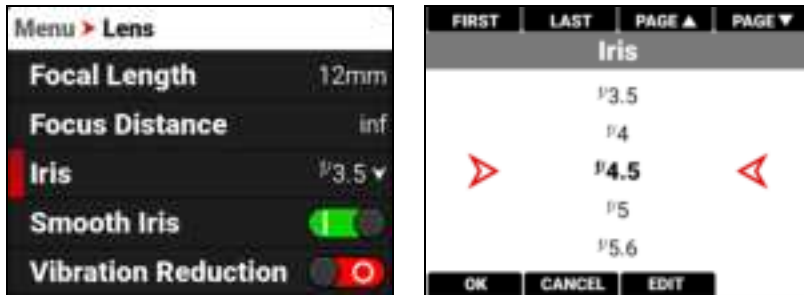 Menu ➤ Lens
Focal Length 12mm
Focus Distance inf
Iris ƒ/3.5
Smooth Iris
Vibration Reduction
FIRST LAST PAGE ▲ PAGE ▼
Iris
ƒ/3.5
ƒ/4
ƒ/4.5
ƒ/5
ƒ/5.6
OK CANCEL EDIT